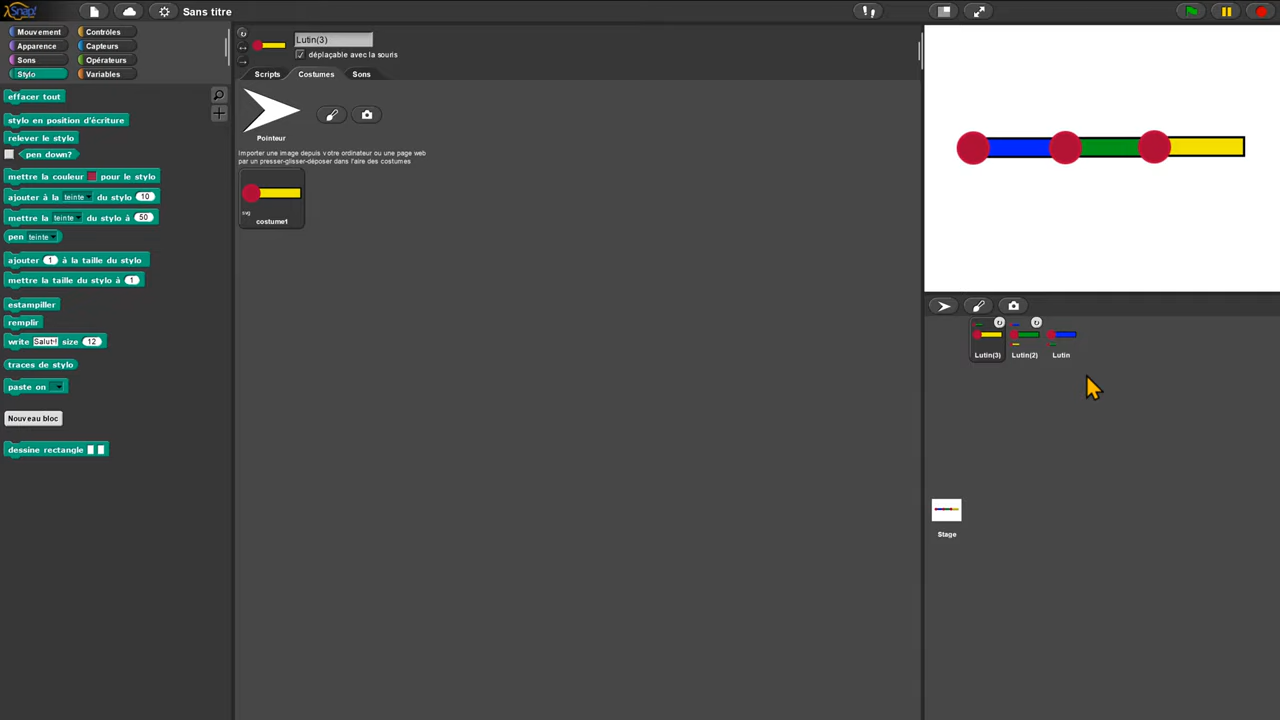 Snap!
Sans titre
Mouvement
Contrôles
Apparence
Capteurs
Sons
Opérateurs
Stylo
Variables
effacer tout
stylo en position d'écriture
relever le stylo
pen down?
mettre la couleur pour le stylo
ajouter à la teinte du stylo 10
mettre la teinte du stylo à 50
pen teinte
ajouter 1 à la taille du stylo
mettre la taille du stylo à 1
estampiller
remplir
write Salut! size 12
traces de stylo
paste on
Nouveau bloc
dessine rectangle
Lutin(3)
déplaçable avec la souris
Scripts
Costumes
Sons
Pointeur
Importer une image depuis votre ordinateur ou une page web
par un presser-glisser-déposer dans l'aire des costumes
svg
costume1
Lutin(3)
Lutin(2)
Lutin
Stage